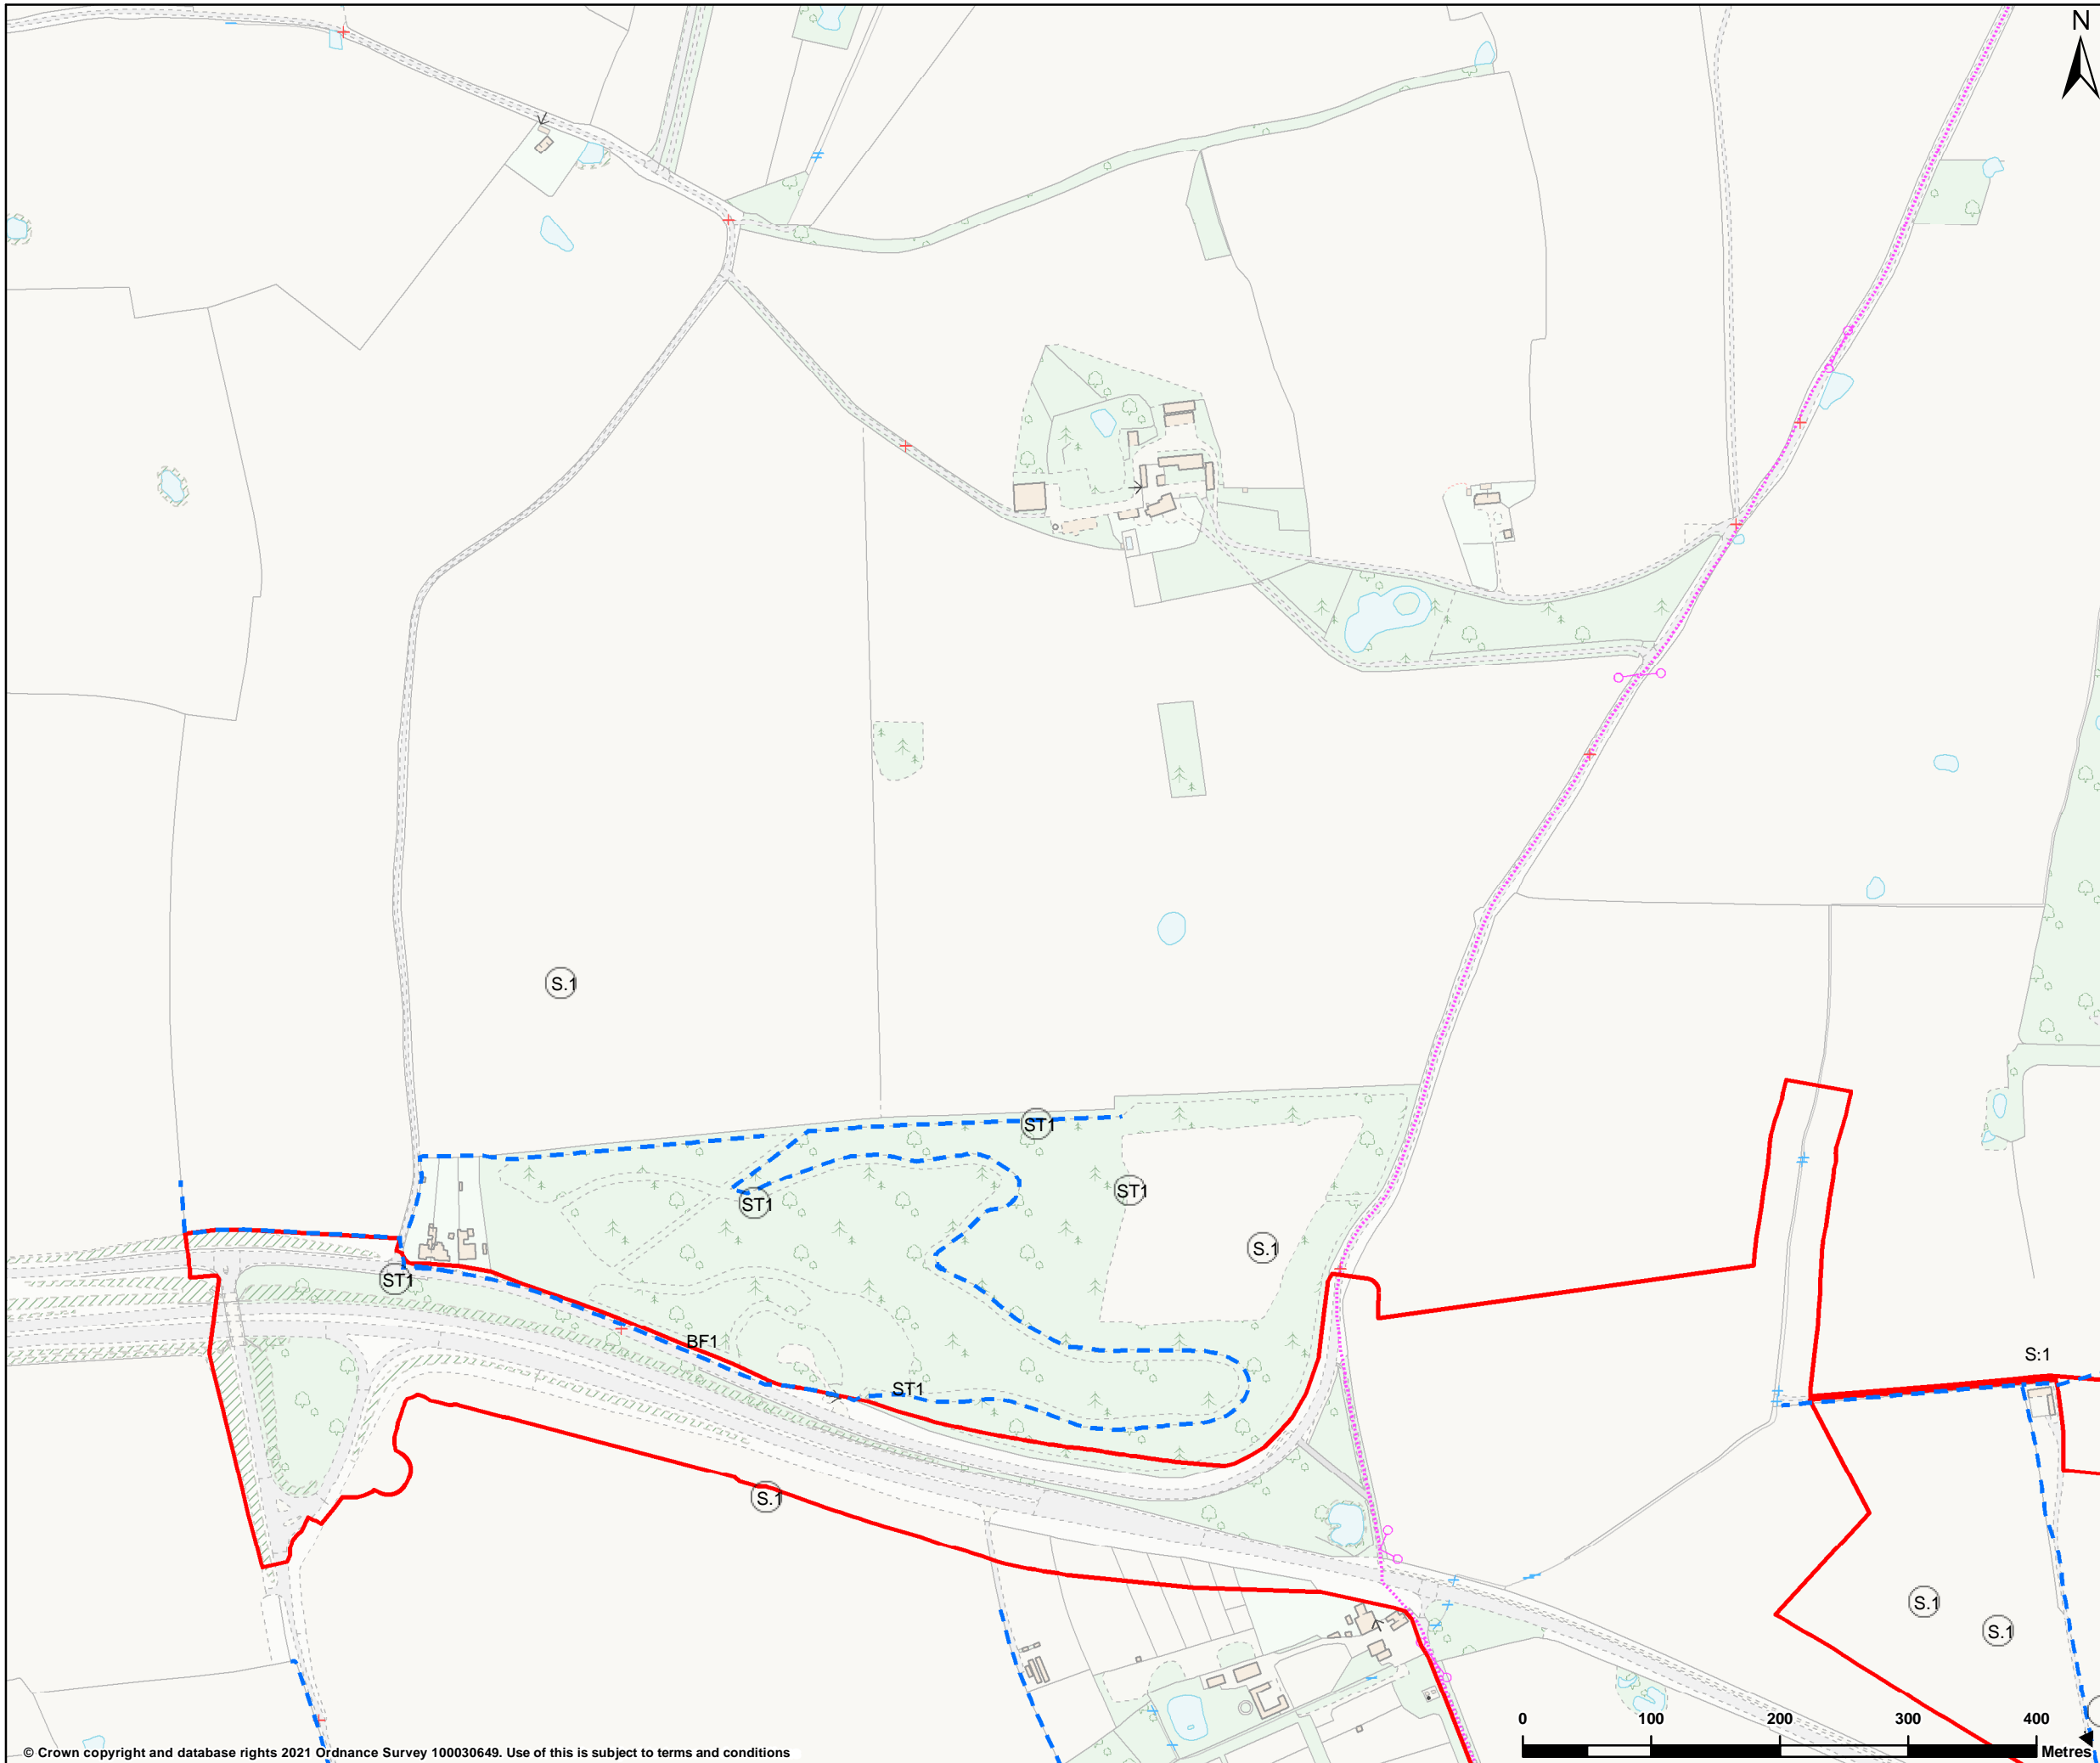 N
S.1
ST1
ST1
ST1
S.1
ST1
BF1
S:1
ST1
S.1
S.1
S.1
0 100 200 300 400
Metres
© Crown copyright and database rights 2021 Ordnance Survey 100030649. Use of this is subject to terms and conditions